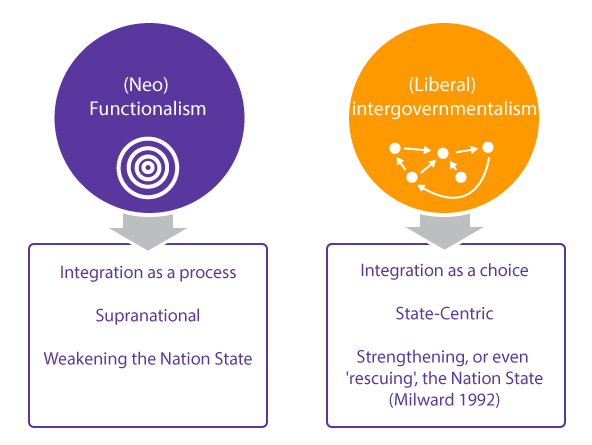 (Neo)
Functionalism
Integration as a process
Supranational
Weakening the Nation State
(Liberal)
intergovernmentalism
Integration as a choice
State-Centric
Strengthening, or even
'rescuing', the Nation State
(Milward 1992)